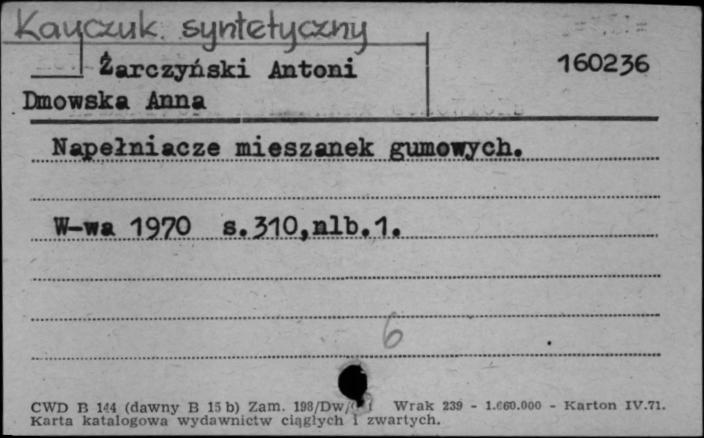 Kauczuk syntetyczny
Żarczyński Antoni 160236
Dmowska Anna
Napełniacze mieszanek gumowych.
W-wa 1970 s.310,nlb.1.
6
CWD B 144 (dawny B 15 b) Zam. 198/Dw/ Wrak 239 - 1.660.000 - Karton IV.71.
Karta katalogowa wydawnictw ciągłych i zwartych.